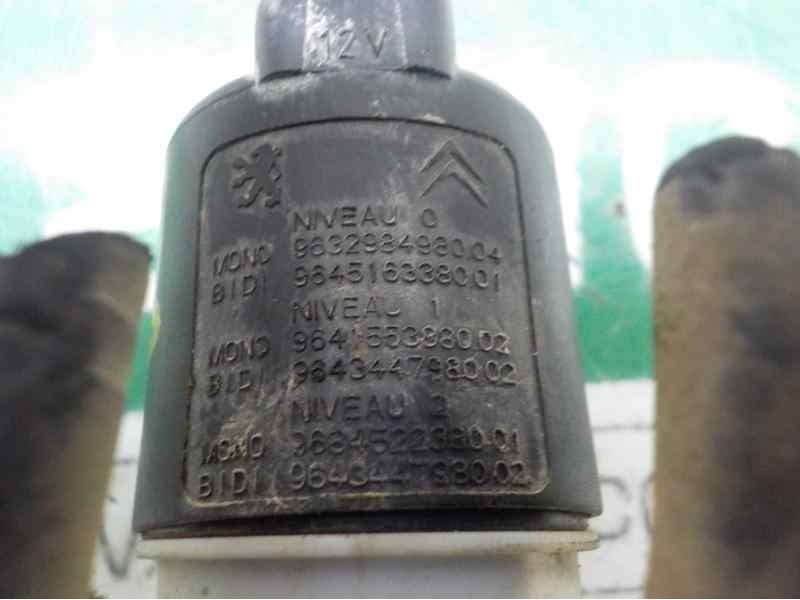 12V
NIVEAU 0
MONO 9632984980.04
BIDI 9645163380.01
NIVEAU 1
MONO 9641553880.02
BIDI 9643447980.02
NIVEAU 2
MONO 9684522380.01
BIDI 9643447980.02